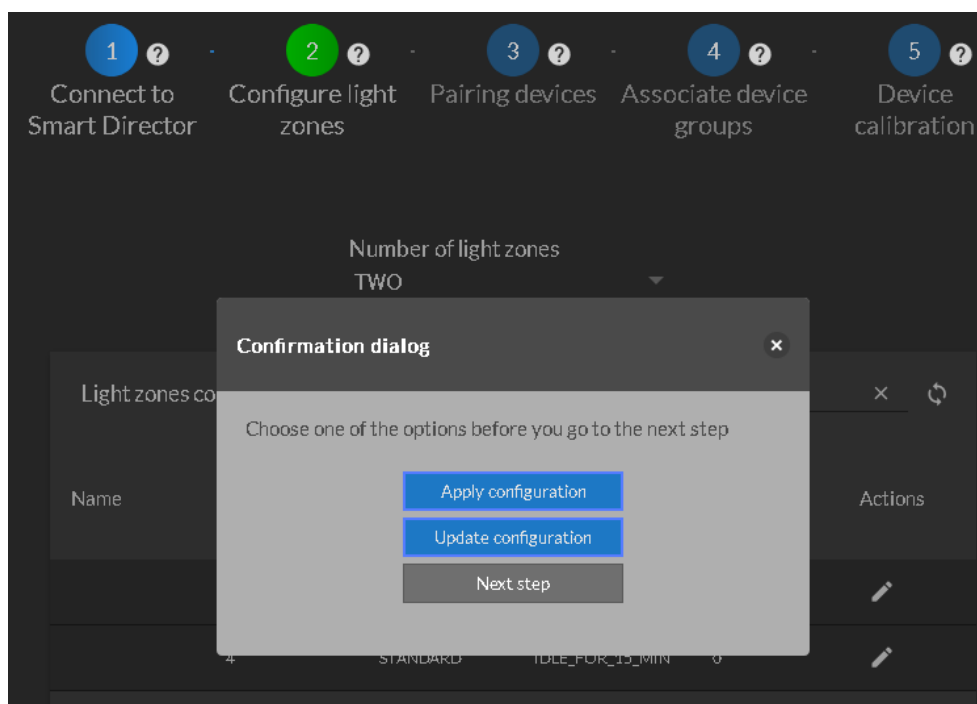 1 ? - 2 ? - 3 ? - 4 ? - 5 ?
Connect to Configure light Pairing devices Associate device Device
Smart Director zones groups calibration
Number of light zones
TWO
Confirmation dialog
Light zones co
Choose one of the options before you go to the next step
Name Apply configuration Actions
Update configuration
Next step
4 STANDARD IDLE_FOR_15_MIN 0